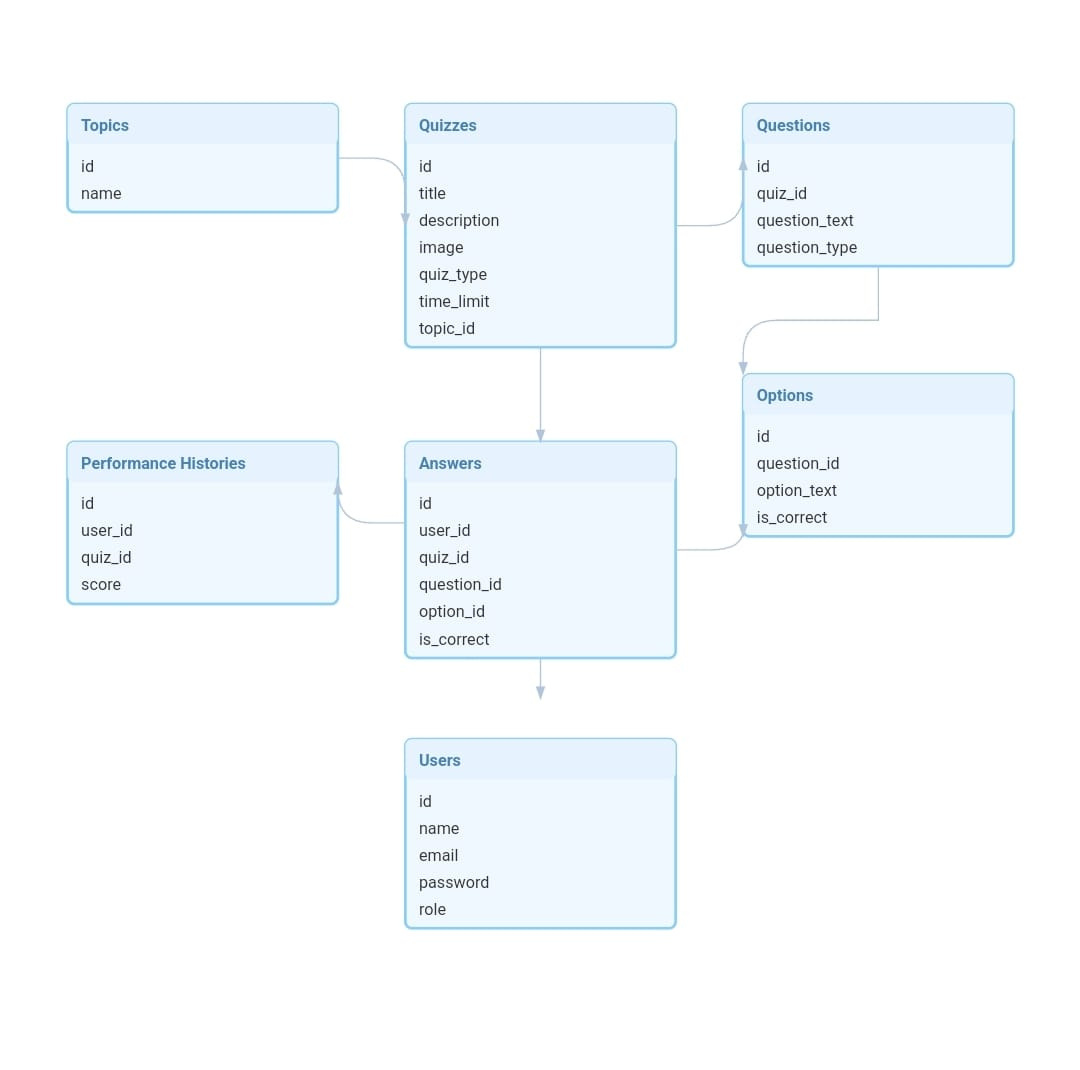 Topics
id
name
Quizzes
id
title
description
image
quiz_type
time_limit
topic_id
Questions
id
quiz_id
question_text
question_type
Options
id
question_id
option_text
is_correct
Performance Histories
id
user_id
quiz_id
score
Answers
id
user_id
quiz_id
question_id
option_id
is_correct
Users
id
name
email
password
role